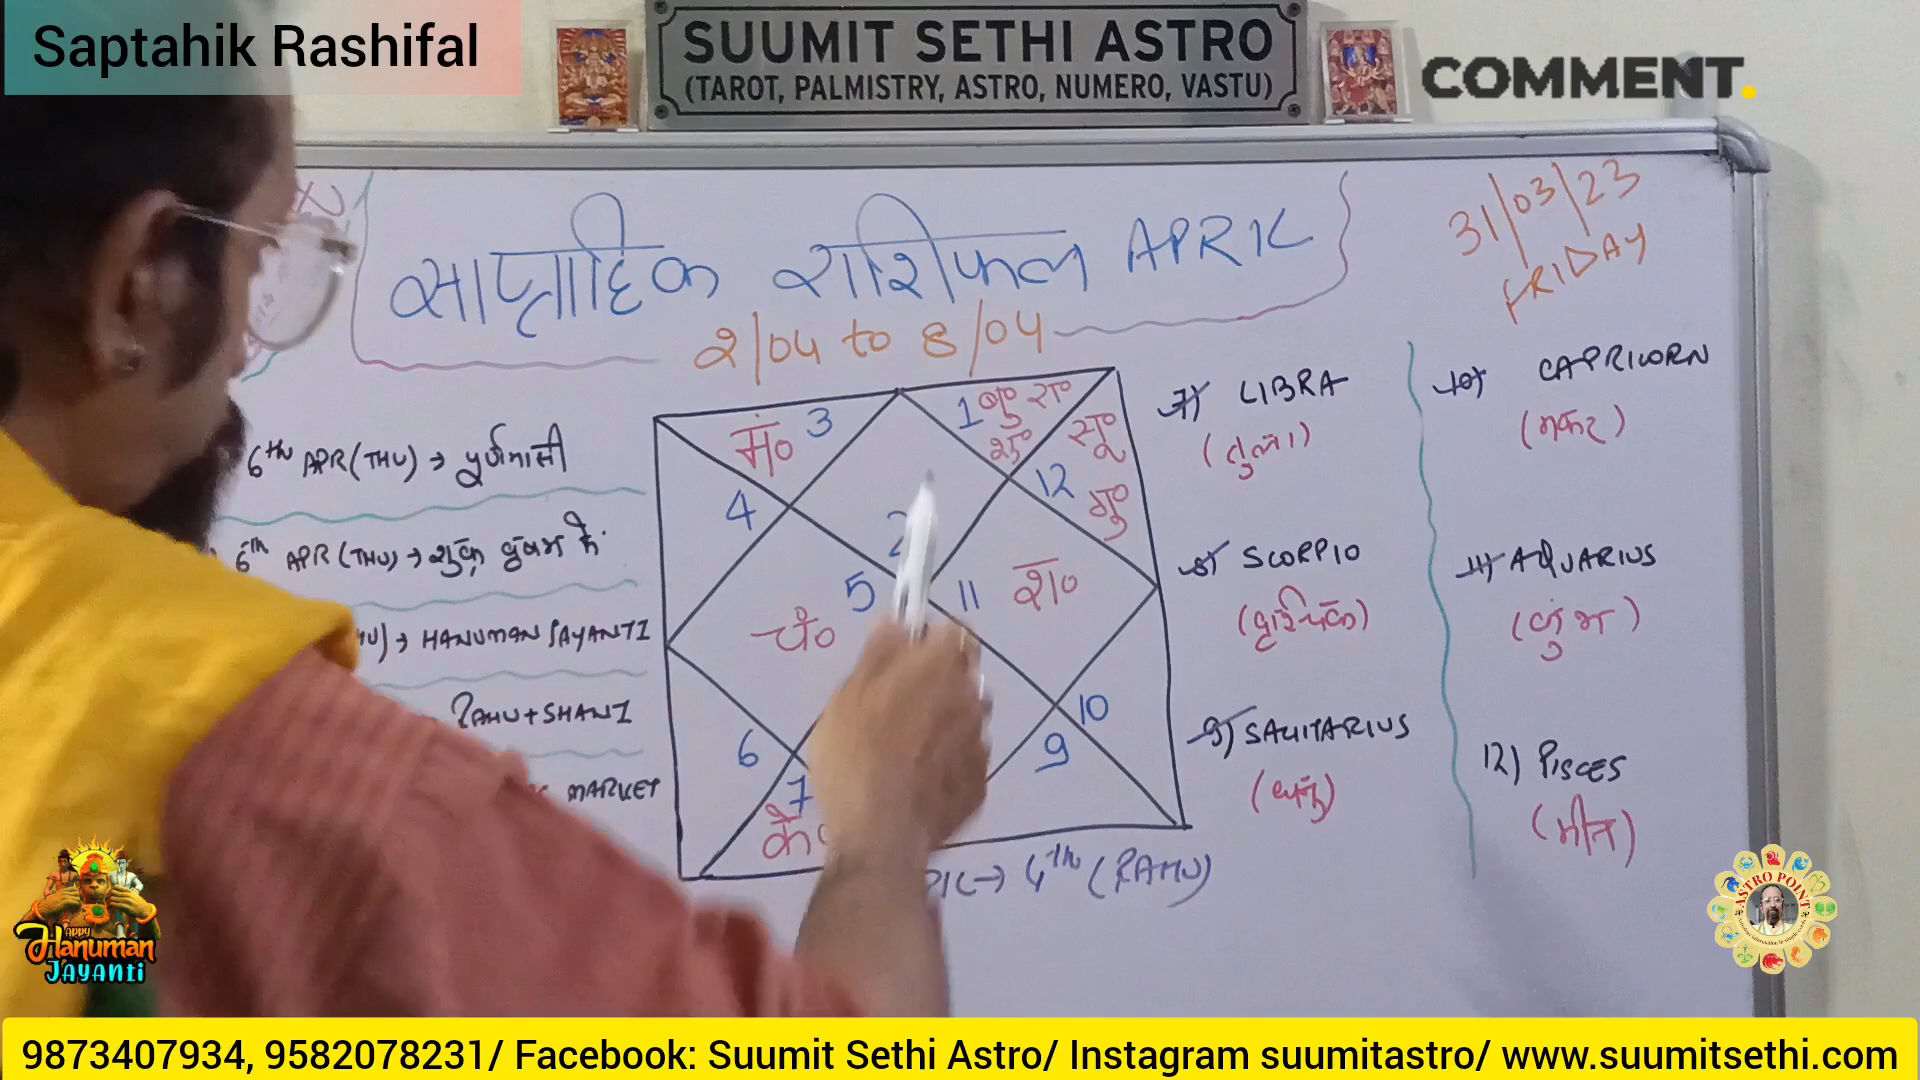 Saptahik Rashifal
SUUMIT SETHI ASTRO
(TAROT, PALMISTRY, ASTRO, NUMERO, VASTU)
COMMENT.
31/03/23
FRIDAY
साप्ताहिक राशिफल APRIL
2/04 to 8/04
6th APR (THU) → पूर्णमासी
6th APR (THU) → शुक्र वृषभ में
→ HANUMAN JAYANTI
RAHU + SHANI
MARKET
मं० 3
1 बु० रा०
शु०
सू०
12 गु०
4
2
5
चं०
11 श०
6
7
के०
9
10
→ 4th (RAHU)
7) LIBRA
(तुला)
8) SCORPIO
(वृश्चिक)
9) SAGITARIUS
(धनु)
10) CAPRICORN
(मकर)
11) AQUARIUS
(कुंभ)
12) PISCES
(मीन)
HAPPY
Hanuman
JAYANTI
ASTRO POINT
9873407934, 9582078231/ Facebook: Suumit Sethi Astro/ Instagram suumitastro/ www.suumitsethi.com